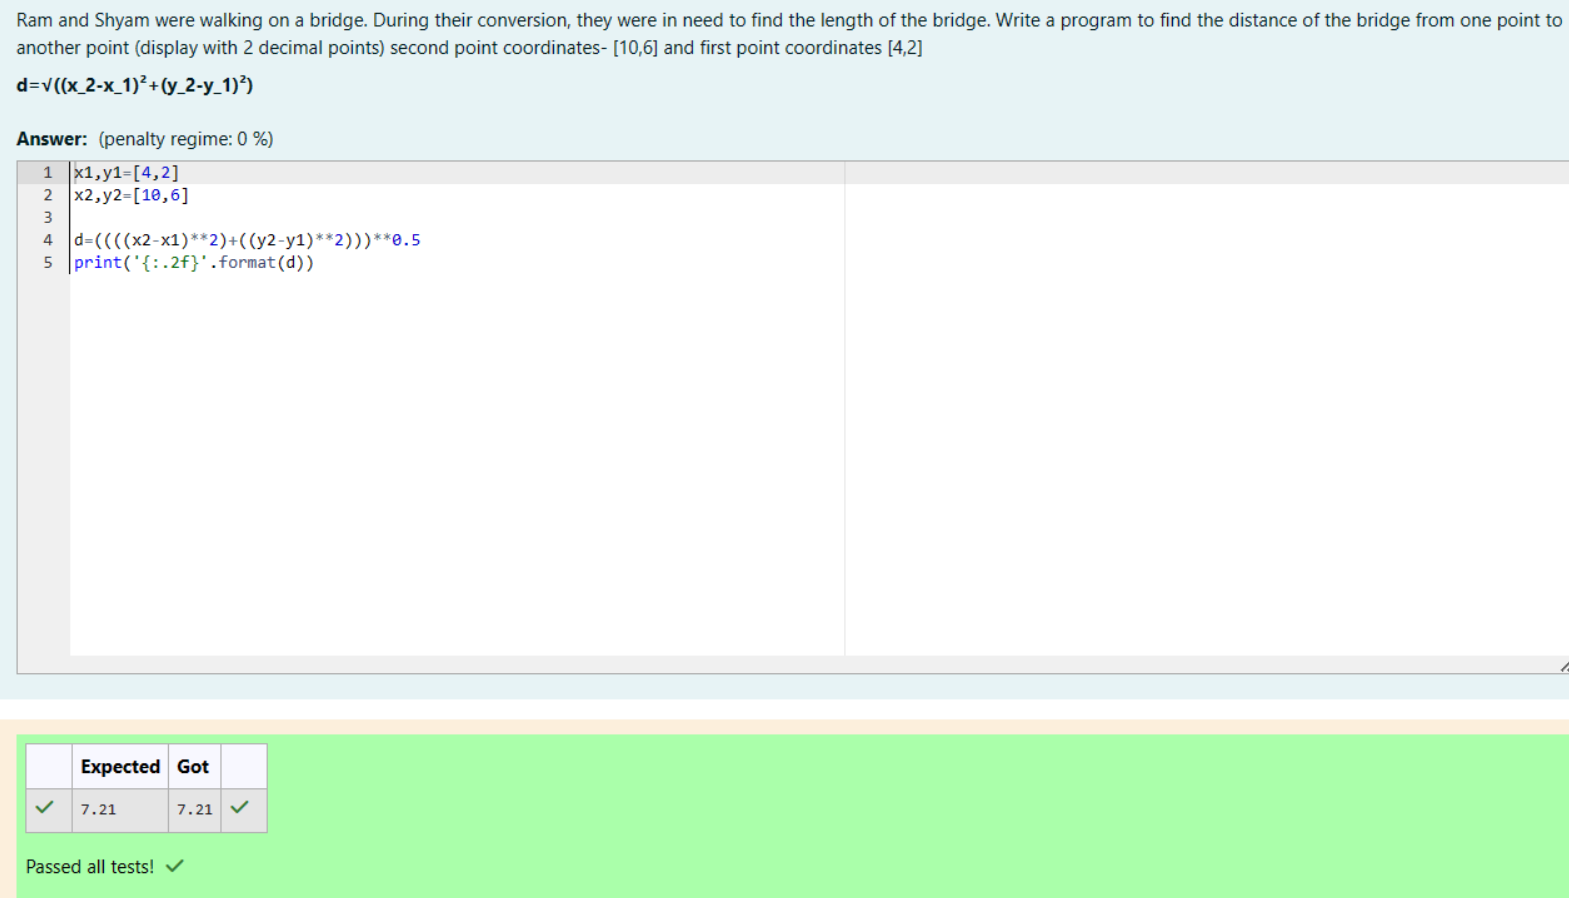 Ram and Shyam were walking on a bridge. During their conversion, they were in need to find the length of the bridge. Write a program to find the distance of the bridge from one point to
another point (display with 2 decimal points) second point coordinates- [10,6] and first point coordinates [4,2]
d=√((x_2-x_1)²+(y_2-y_1)²)
Answer: (penalty regime: 0 %)
1 x1,y1=[4,2]
2 x2,y2=[10,6]
3
4 d=((((x2-x1)**2)+((y2-y1)**2)))**0.5
5 print('{:.2f}'.format(d))
Expected Got
7.21 7.21
Passed all tests!